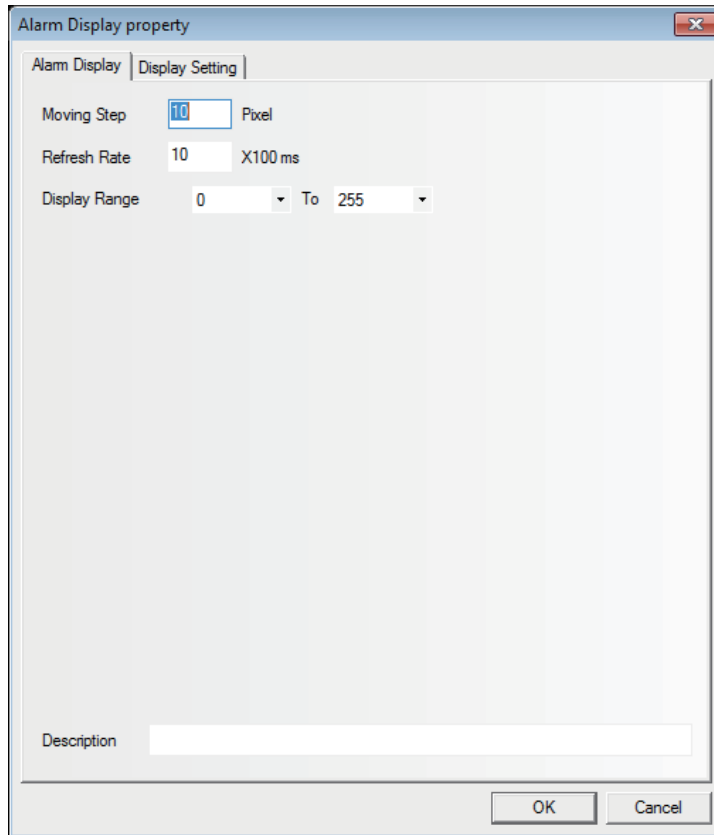 Alarm Display property
Alarm Display Display Setting
Moving Step 10 Pixel
Refresh Rate 10 X100 ms
Display Range 0 To 255
Description
OK Cancel